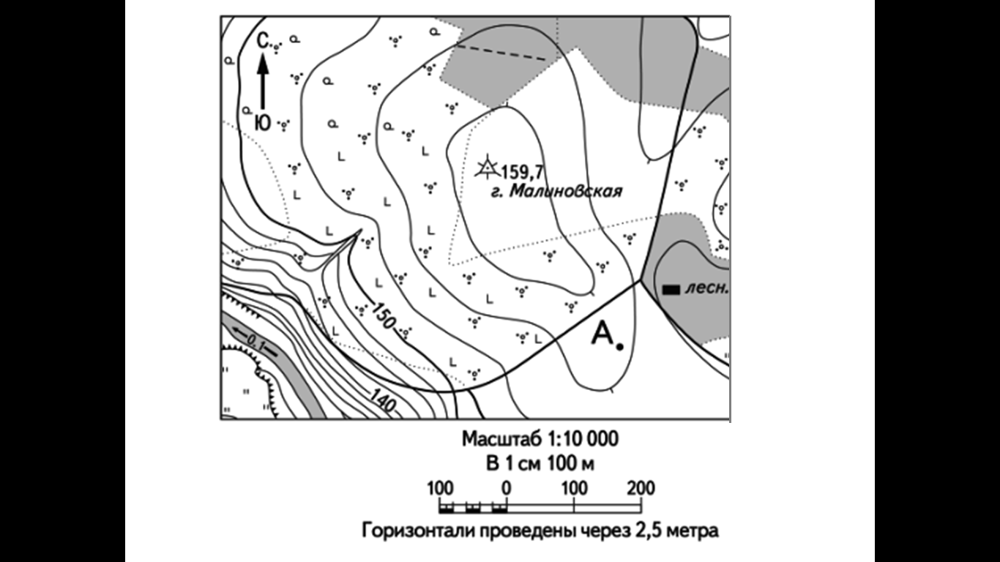 С
Ю
159,7
г. Малиновская
лесн.
150
А.
0,1
140
Масштаб 1:10 000
В 1 см 100 м
100 0 100 200
Горизонтали проведены через 2,5 метра